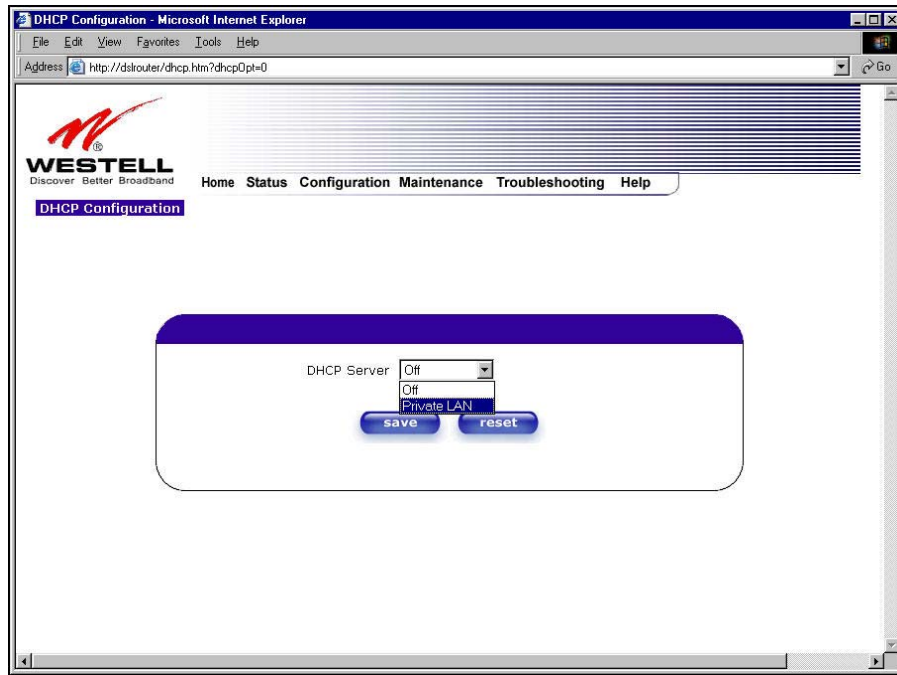 DHCP Configuration - Microsoft Internet Explorer
File Edit View Favorites Tools Help
Address http://dslrouter/dhcp.htm?dhcpOpt=0 Go
WESTELL
Discover Better Broadband
Home Status Configuration Maintenance Troubleshooting Help
DHCP Configuration
DHCP Server Off
Off
Private LAN
save reset